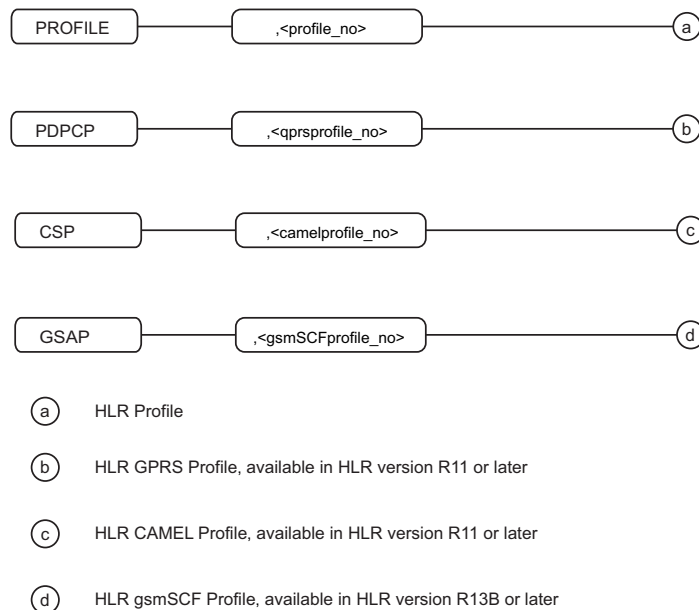 PROFILE ,<profile_no> a
PDPCP ,<qprsprofile_no> b
CSP ,<camelprofile_no> c
GSAP ,<gsmSCFprofile_no> d
a HLR Profile
b HLR GPRS Profile, available in HLR version R11 or later
c HLR CAMEL Profile, available in HLR version R11 or later
d HLR gsmSCF Profile, available in HLR version R13B or later